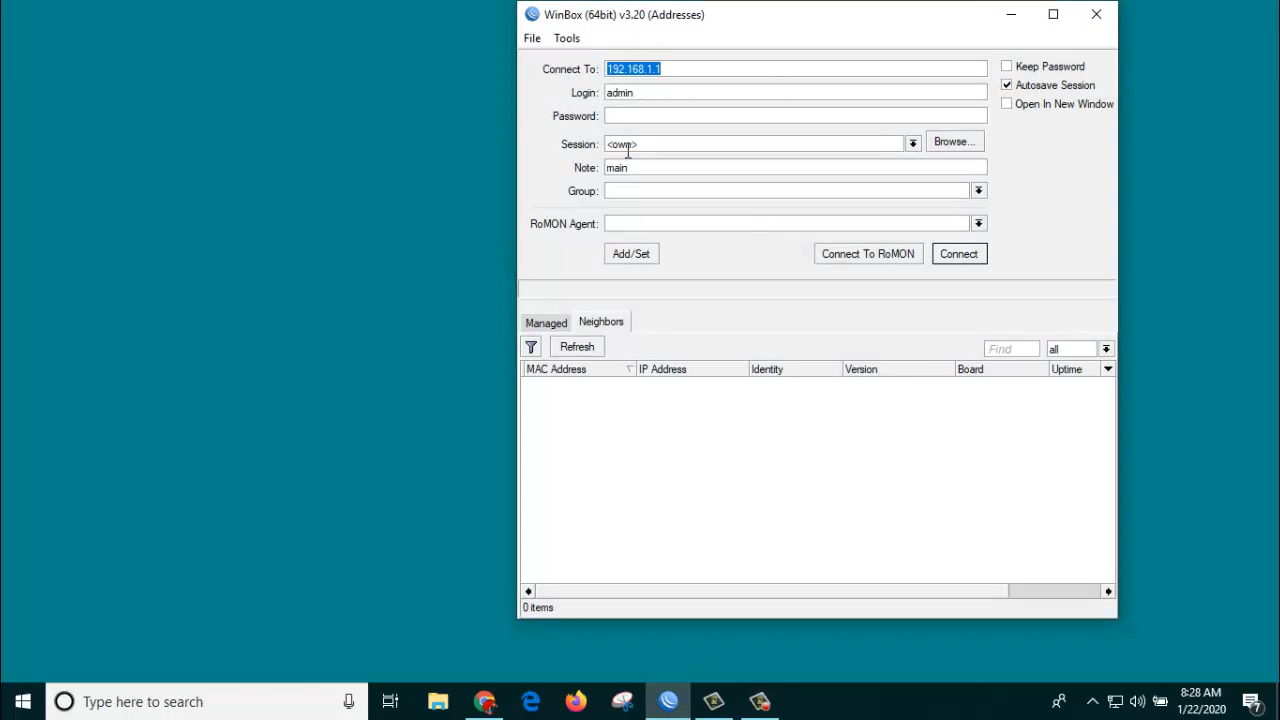 WinBox (64bit) v3.20 (Addresses)
File Tools
Connect To: 192.168.1.1
Keep Password
Login: admin
Autosave Session
Open In New Window
Password:
Session: <own>
Browse...
Note: main
Group:
RoMON Agent:
Add/Set
Connect To RoMON
Connect
Managed
Neighbors
Refresh
Find
all
MAC Address IP Address Identity Version Board Uptime
0 items
Type here to search
8:28 AM
1/22/2020
7